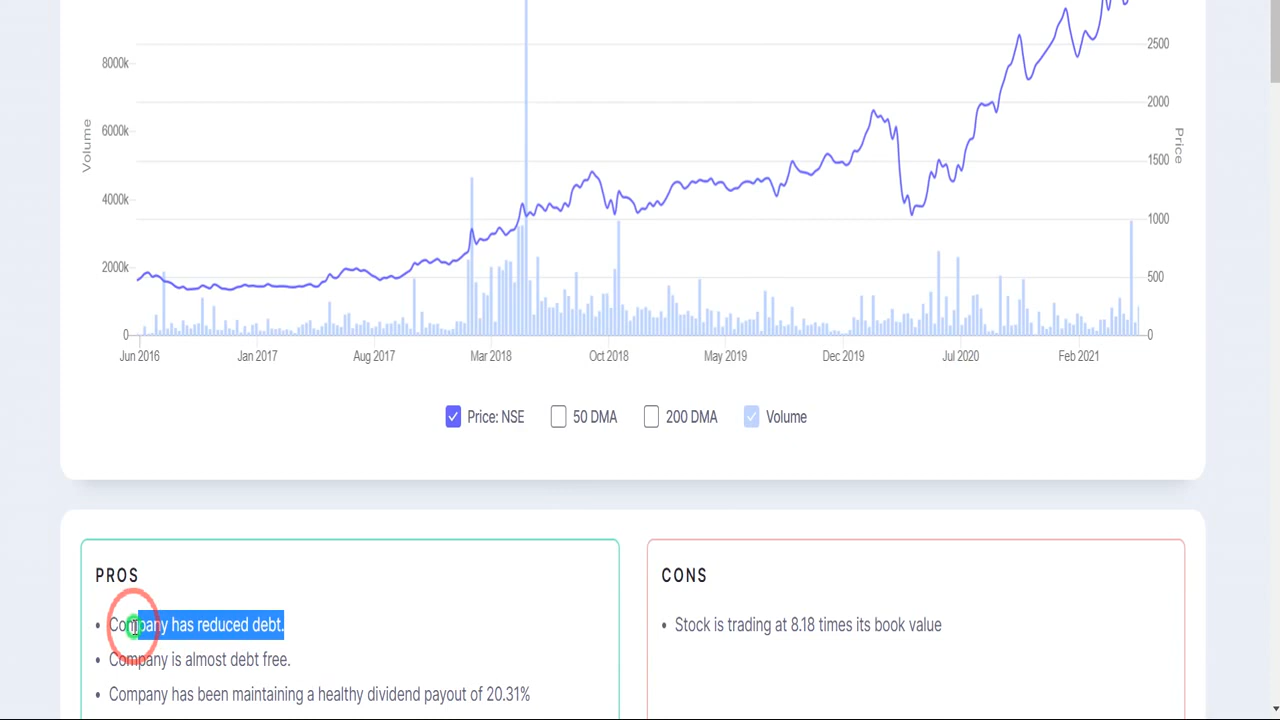 2500
8000k
2000
6000k
Volume
1500
Price
4000k
1000
2000k
500
0
0
Jun 2016
Jan 2017
Aug 2017
Mar 2018
Oct 2018
May 2019
Dec 2019
Jul 2020
Feb 2021
Price: NSE
50 DMA
200 DMA
Volume
PROS
• Company has reduced debt.
• Company is almost debt free.
• Company has been maintaining a healthy dividend payout of 20.31%
CONS
• Stock is trading at 8.18 times its book value